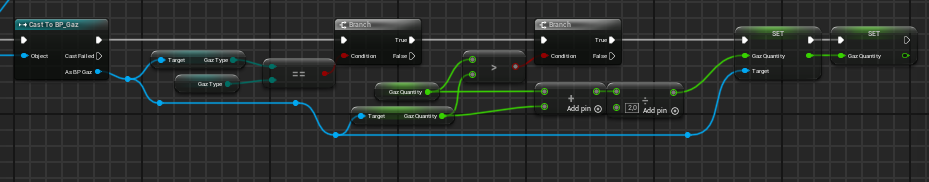 Cast To BP_Gaz
Object
Cast Failed
As BP Gaz
Target Gaz Type
Gaz Type
==
Branch
Condition
True
False
Gaz Quantity
Target Gaz Quantity
>
Branch
Condition
True
False
+
Add pin
÷
2,0
Add pin
SET
Gaz Quantity
Target
SET
Gaz Quantity